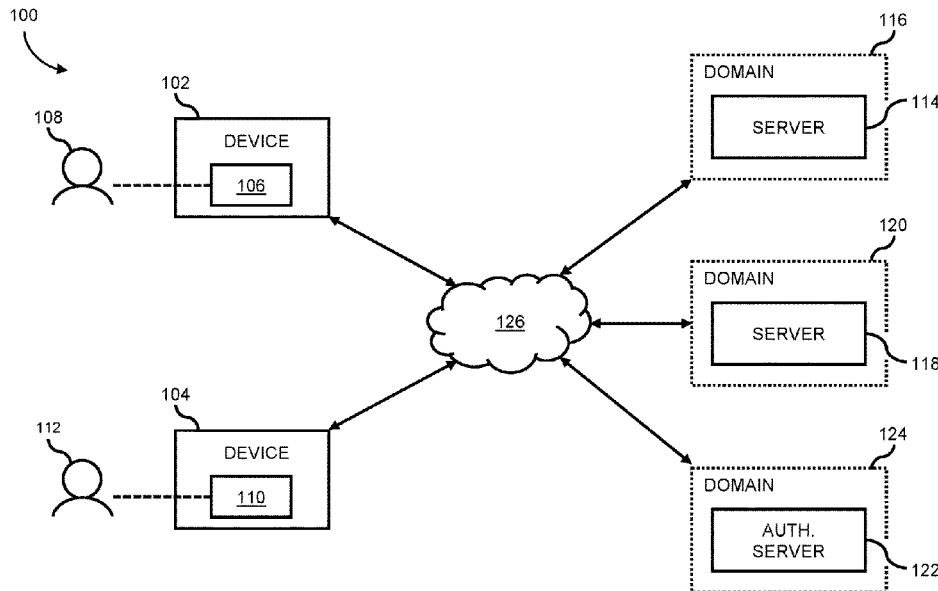 100
116
DOMAIN
SERVER
114
102
108
DEVICE
106
120
DOMAIN
SERVER
118
126
104
112
DEVICE
110
124
DOMAIN
AUTH.
SERVER
122